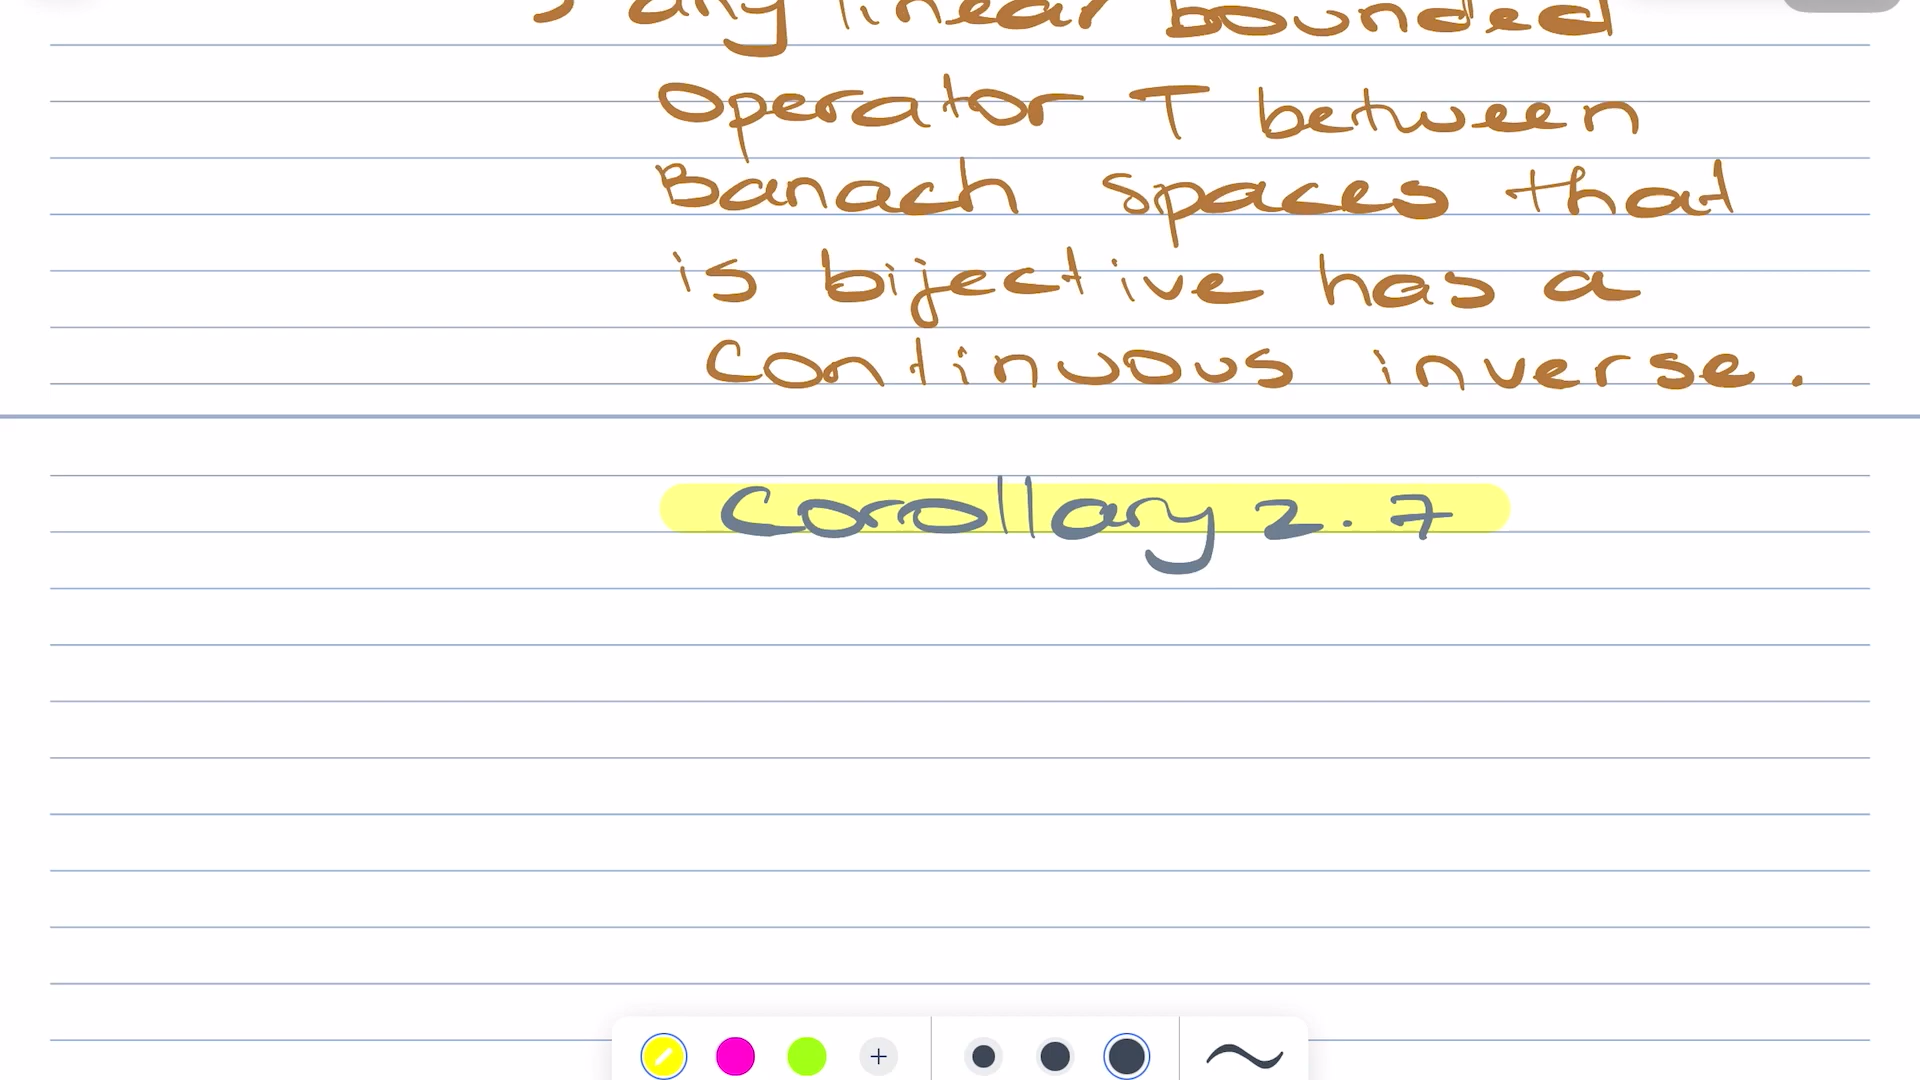 any linear bounded
operator T between
Banach spaces that
is bijective has a
continuous inverse.
Corollary 2.7